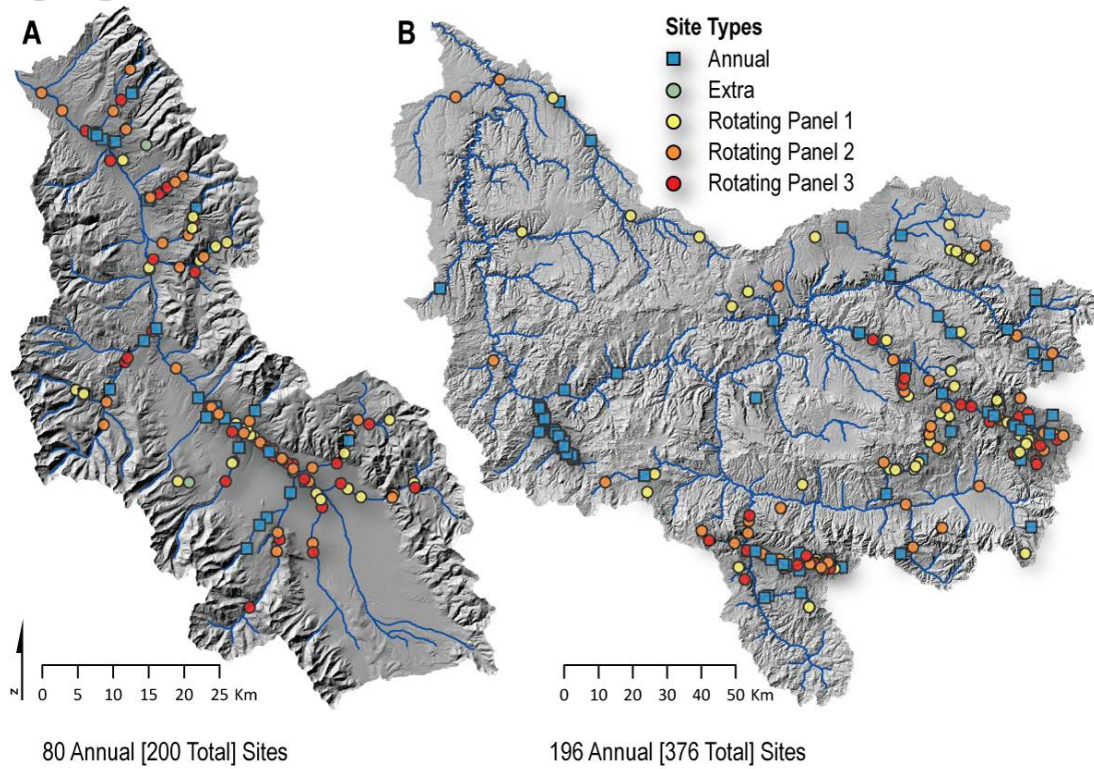 A
B
Site Types
Annual
Extra
Rotating Panel 1
Rotating Panel 2
Rotating Panel 3
N
0 5 10 15 20 25 Km
0 10 20 30 40 50 Km
80 Annual [200 Total] Sites
196 Annual [376 Total] Sites